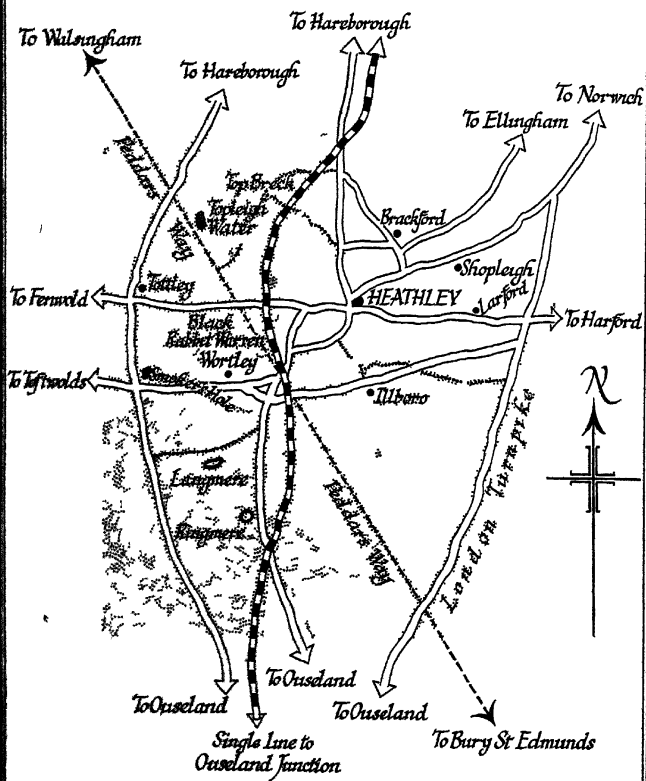 To Hareborough
To Walsingham
To Hareborough
To Norwich
To Ellingham
Peddars
Way
Top Breck
Topleigh
Water
Brackford
Shopleigh
Tottley
Larford
To Fenwold
HEATHLEY
To Harford
Black
Rabbit Warren
Wortley
To Toftwolds
Hole
Illboro
N
Langmere
Ringmere
Peddars Way
London Turnpike
To Ouseland
To Ouseland
To Ouseland
Single Line to
Ouseland Junction
To Bury St Edmunds